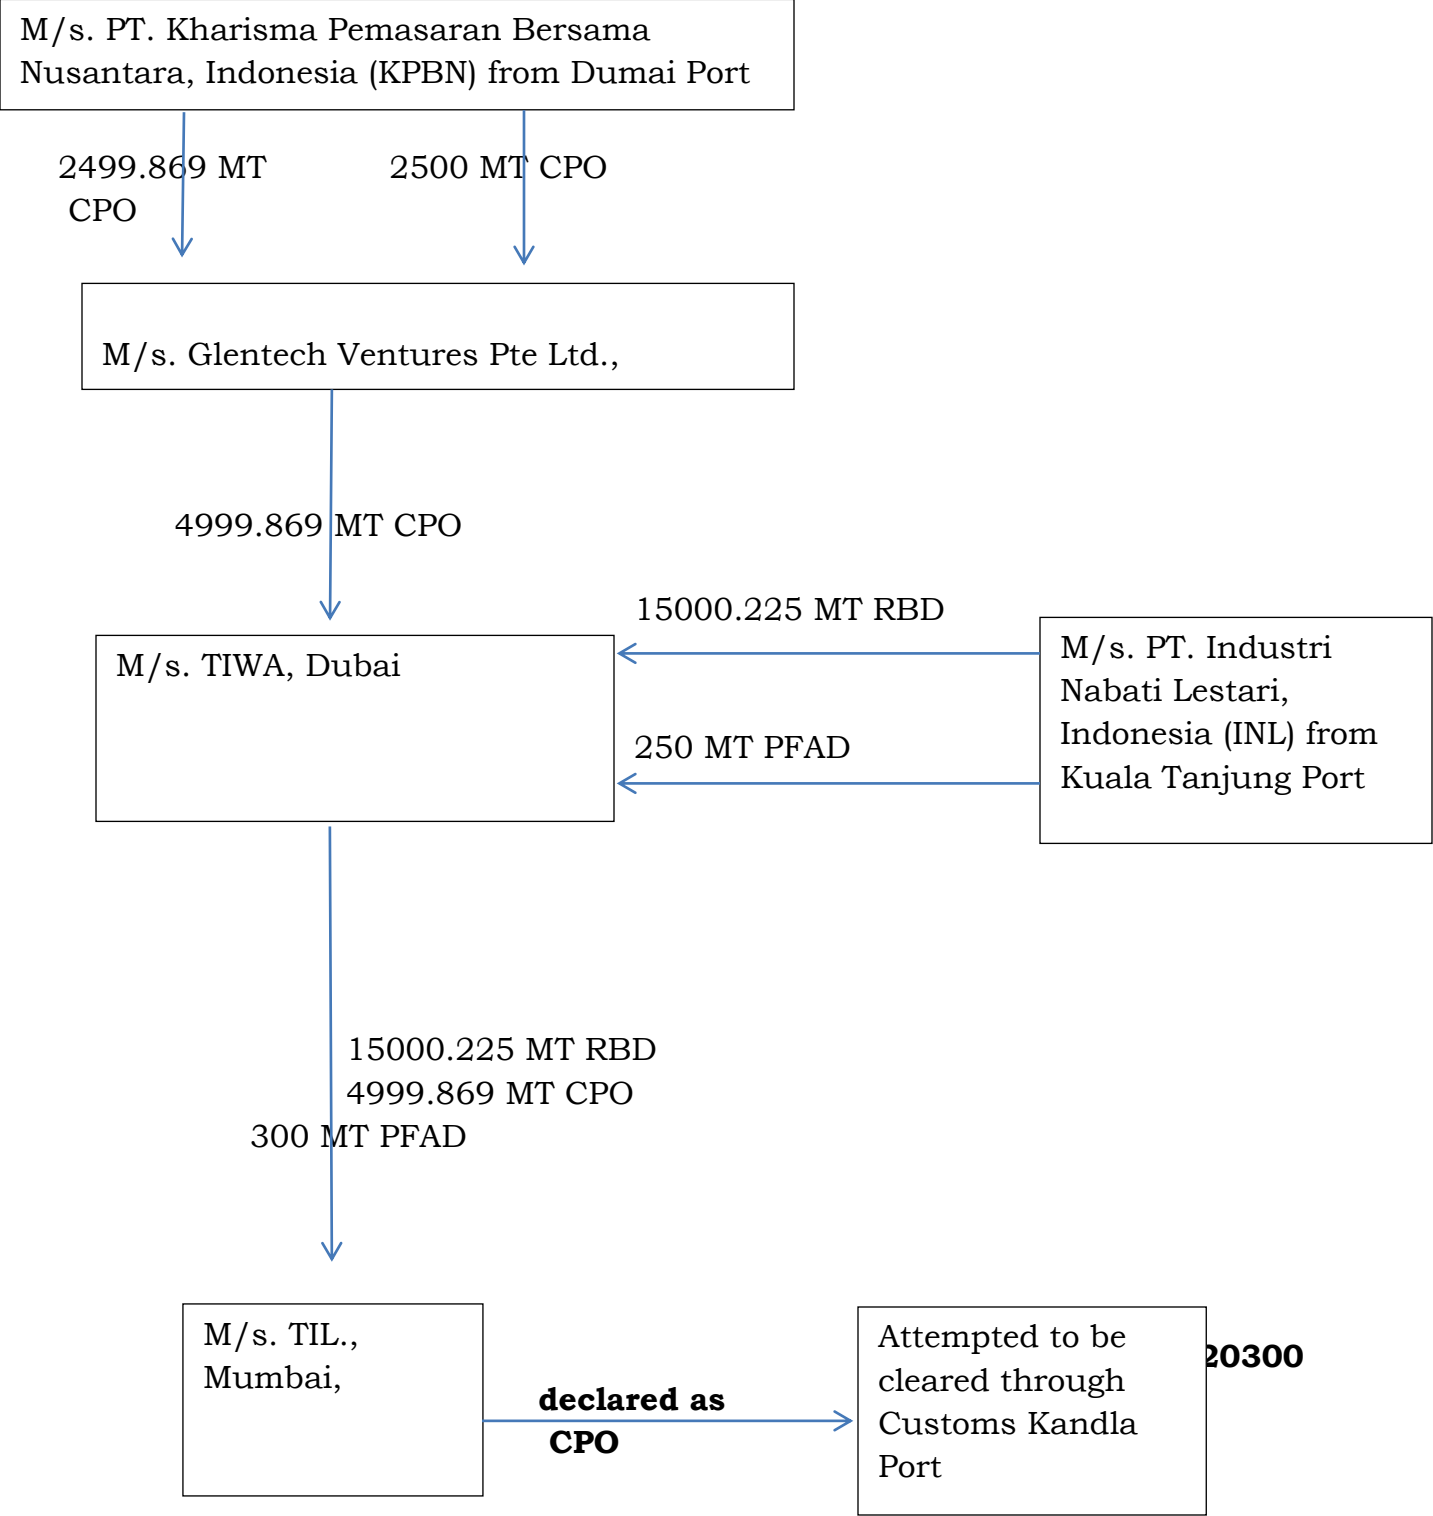 M/s. PT. Kharisma Pemasaran Bersama
Nusantara, Indonesia (KPBN) from Dumai Port
2499.869 MT
CPO
2500 MT CPO
M/s. Glentech Ventures Pte Ltd.,
4999.869 MT CPO
15000.225 MT RBD
M/s. TIWA, Dubai
250 MT PFAD
M/s. PT. Industri
Nabati Lestari,
Indonesia (INL) from
Kuala Tanjung Port
15000.225 MT RBD
4999.869 MT CPO
300 MT PFAD
M/s. TIL.,
Mumbai,
declared as
CPO
Attempted to be
cleared through
Customs Kandla
Port
20300